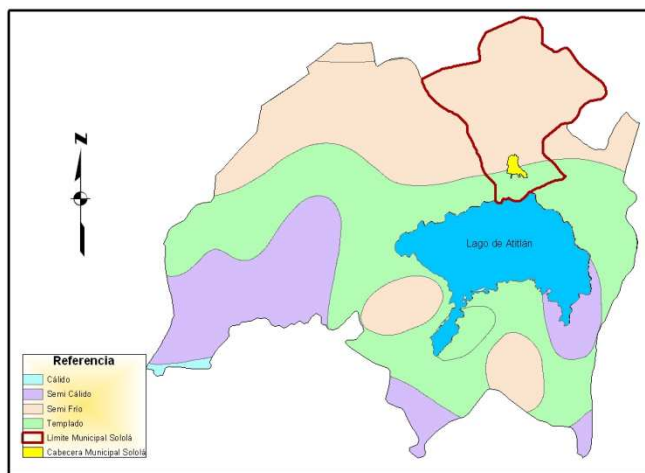 N
Lago de Atitlán
Referencia
Cálido
Semi Cálido
Semi Frío
Templado
Límite Municipal Sololá
Cabecera Municipal Sololá